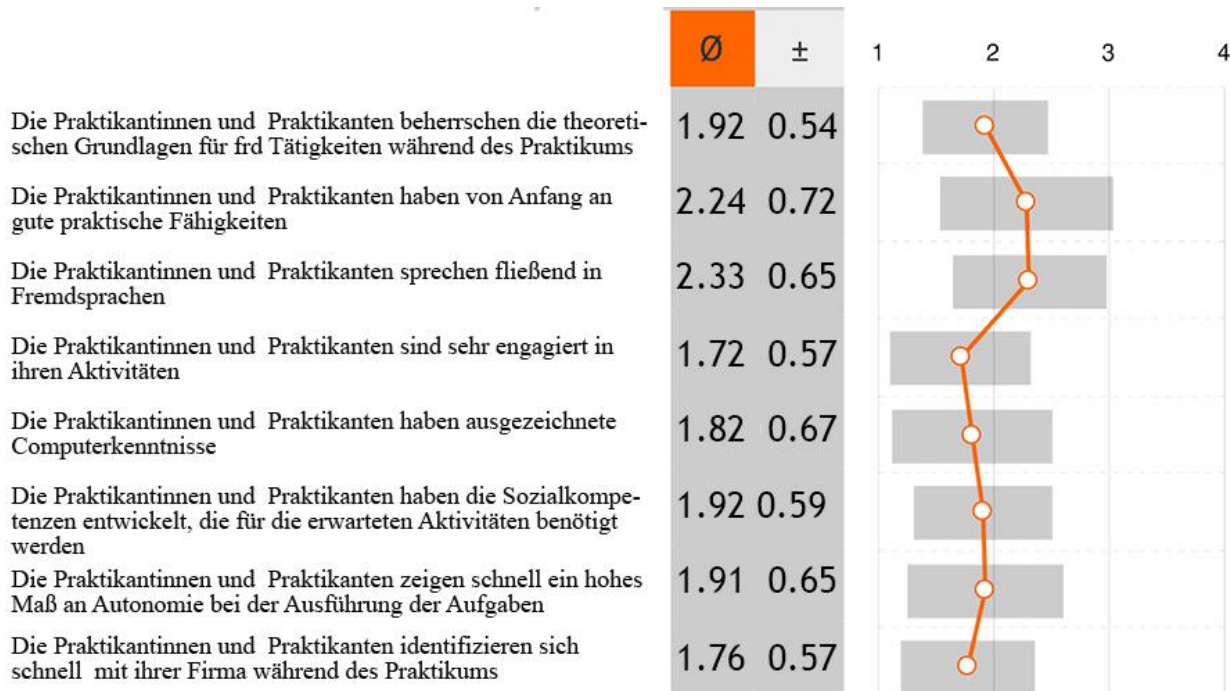 Ø ± 1 2 3 4
Die Praktikantinnen und Praktikanten beherrschen die theoreti-
schen Grundlagen für frd Tätigkeiten während des Praktikums
1.92 0.54
Die Praktikantinnen und Praktikanten haben von Anfang an
gute praktische Fähigkeiten
2.24 0.72
Die Praktikantinnen und Praktikanten sprechen fließend in
Fremdsprachen
2.33 0.65
Die Praktikantinnen und Praktikanten sind sehr engagiert in
ihren Aktivitäten
1.72 0.57
Die Praktikantinnen und Praktikanten haben ausgezeichnete
Computerkenntnisse
1.82 0.67
Die Praktikantinnen und Praktikanten haben die Sozialkompe-
tenzen entwickelt, die für die erwarteten Aktivitäten benötigt
werden
1.92 0.59
Die Praktikantinnen und Praktikanten zeigen schnell ein hohes
Maß an Autonomie bei der Ausführung der Aufgaben
1.91 0.65
Die Praktikantinnen und Praktikanten identifizieren sich
schnell mit ihrer Firma während des Praktikums
1.76 0.57